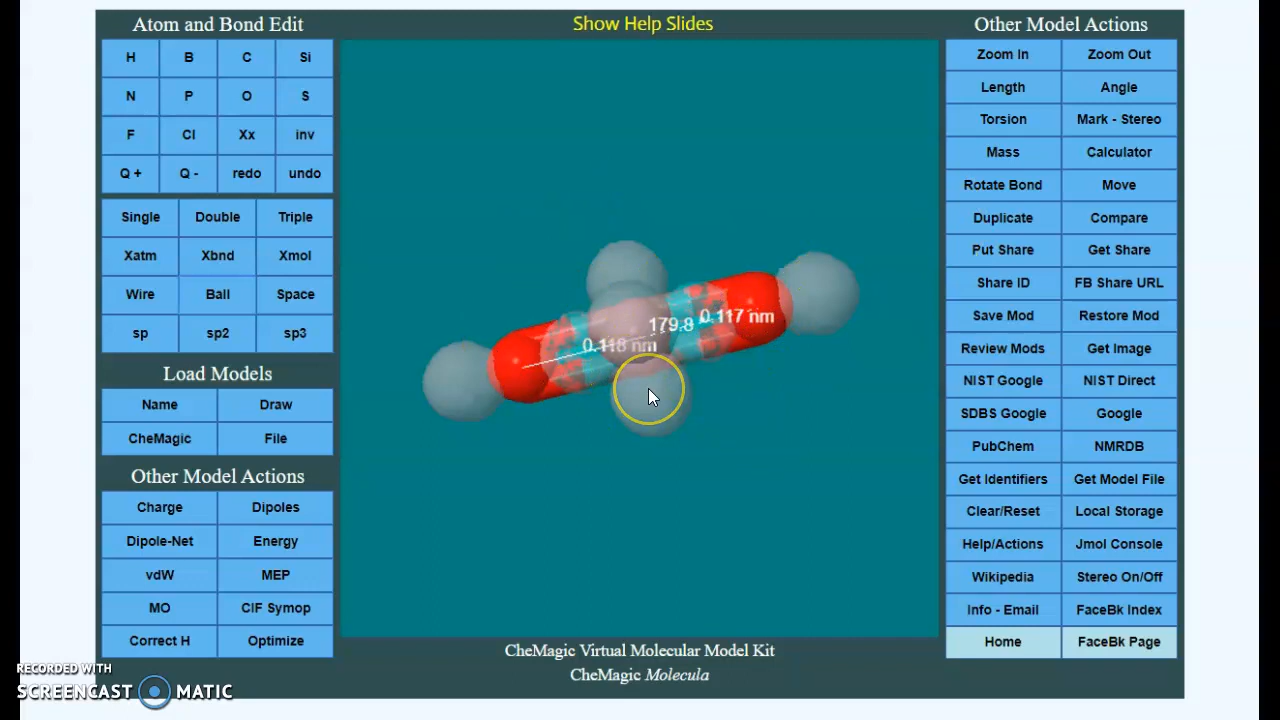 Atom and Bond Edit
H B C Si
N P O S
F Cl Xx inv
Q + Q - redo undo
Single Double Triple
Xatm Xbnd Xmol
Wire Ball Space
sp sp2 sp3
Load Models
Name Draw
CheMagic File
Other Model Actions
Charge Dipoles
Dipole-Net Energy
vdW MEP
MO CIF Symop
Correct H Optimize
RECORDED WITH
SCREENCAST MATIC
Show Help Slides
179.8 0.117 nm
0.118 nm
CheMagic Virtual Molecular Model Kit
CheMagic Molecula
Other Model Actions
Zoom In Zoom Out
Length Angle
Torsion Mark - Stereo
Mass Calculator
Rotate Bond Move
Duplicate Compare
Put Share Get Share
Share ID FB Share URL
Save Mod Restore Mod
Review Mods Get Image
NIST Google NIST Direct
SDBS Google Google
PubChem NMRDB
Get Identifiers Get Model File
Clear/Reset Local Storage
Help/Actions Jmol Console
Wikipedia Stereo On/Off
Info - Email FaceBk Index
Home FaceBk Page